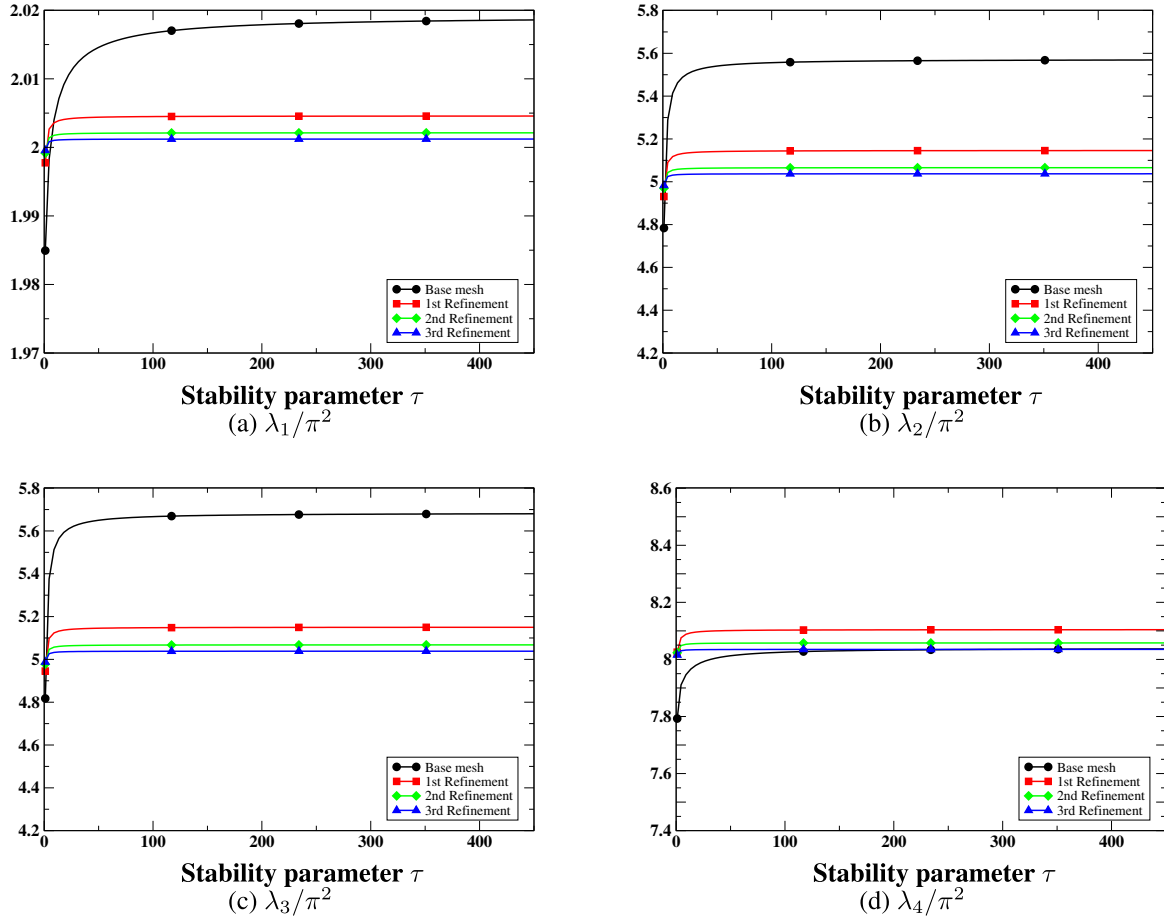 2.02
2.01
2
1.99
1.98
1.97
0 100 200 300 400
Base mesh
1st Refinement
2nd Refinement
3rd Refinement
Stability parameter τ
(a) λ₁/π²
5.8
5.6
5.4
5.2
5
4.8
4.6
4.4
4.2
0 100 200 300 400
Base mesh
1st Refinement
2nd Refinement
3rd Refinement
Stability parameter τ
(b) λ₂/π²
5.8
5.6
5.4
5.2
5
4.8
4.6
4.4
4.2
0 100 200 300 400
Base mesh
1st Refinement
2nd Refinement
3rd Refinement
Stability parameter τ
(c) λ₃/π²
8.6
8.4
8.2
8
7.8
7.6
7.4
0 100 200 300 400
Base mesh
1st Refinement
2nd Refinement
3rd Refinement
Stability parameter τ
(d) λ₄/π²